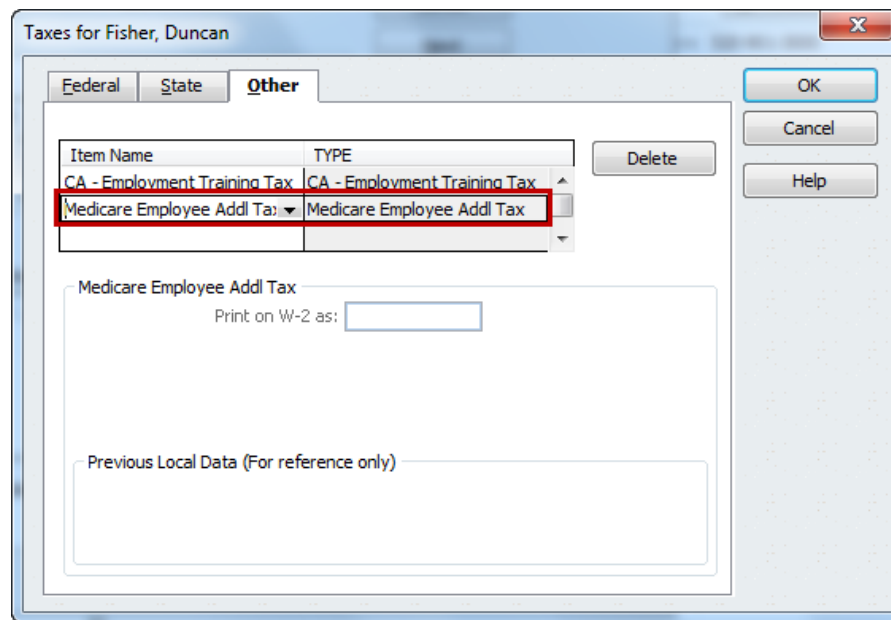 Taxes for Fisher, Duncan
Federal State Other
OK
Cancel
Help
Item Name TYPE
Delete
CA - Employment Training Tax CA - Employment Training Tax
Medicare Employee Addl Tax Medicare Employee Addl Tax
Medicare Employee Addl Tax
Print on W-2 as:
Previous Local Data (For reference only)